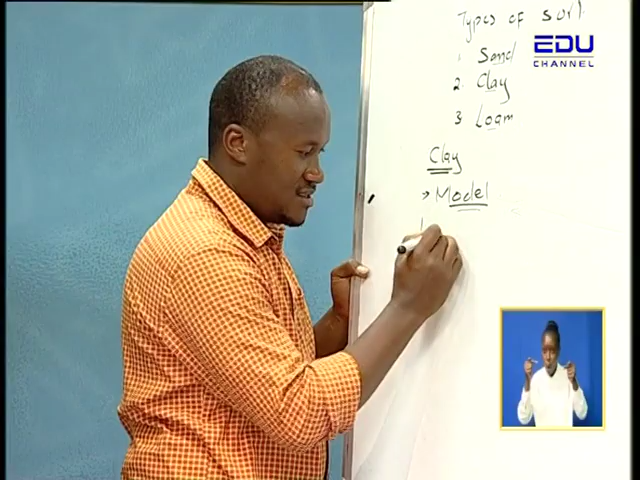 Types of soil.
EDU
CHANNEL
1. Sand
2. Clay
3 Loam
Clay
→ Model